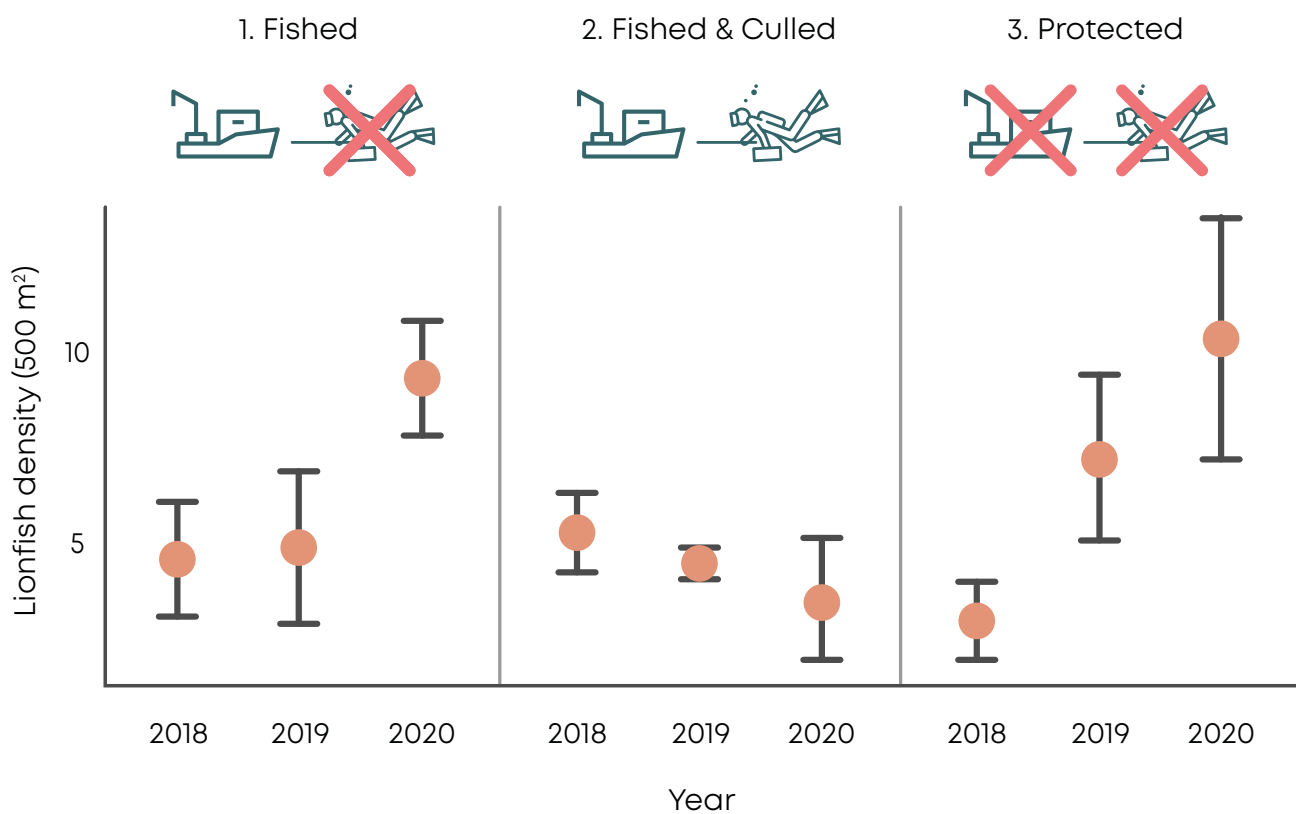 1. Fished
2. Fished & Culled
3. Protected
Lionfish density (500 m²)
10
5
2018 2019 2020
2018 2019 2020
2018 2019 2020
Year